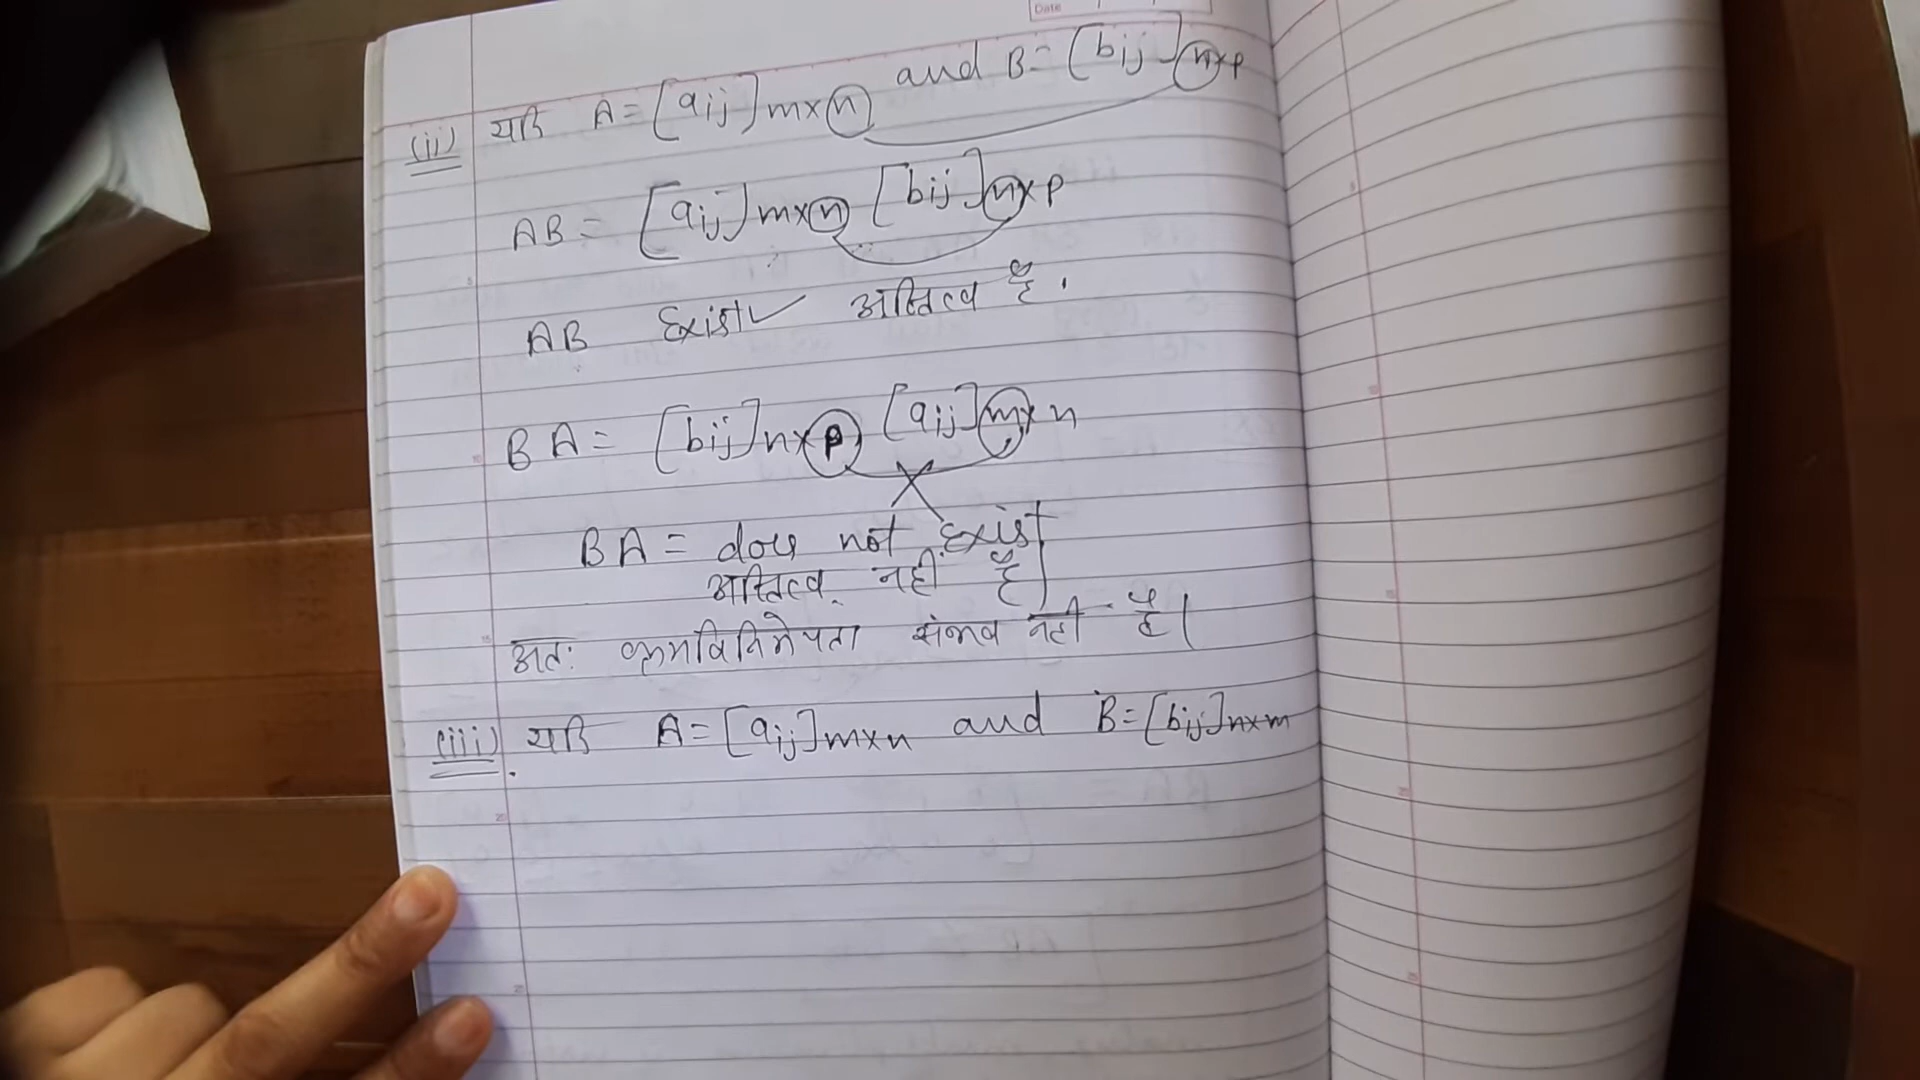 Date
(ii) यदि A = [aij]m×n and B = [bij]n×p
AB = [aij]m×n [bij]n×p
AB Exist✓ अस्तित्व है.
BA = [bij]n×p [aij]m×n
BA = does not Exist
अस्तित्व नहीं है|
अतः क्रमविनिमेयता संभव नहीं है|
(iii) यदि A = [aij]m×n and B = [bij]n×m